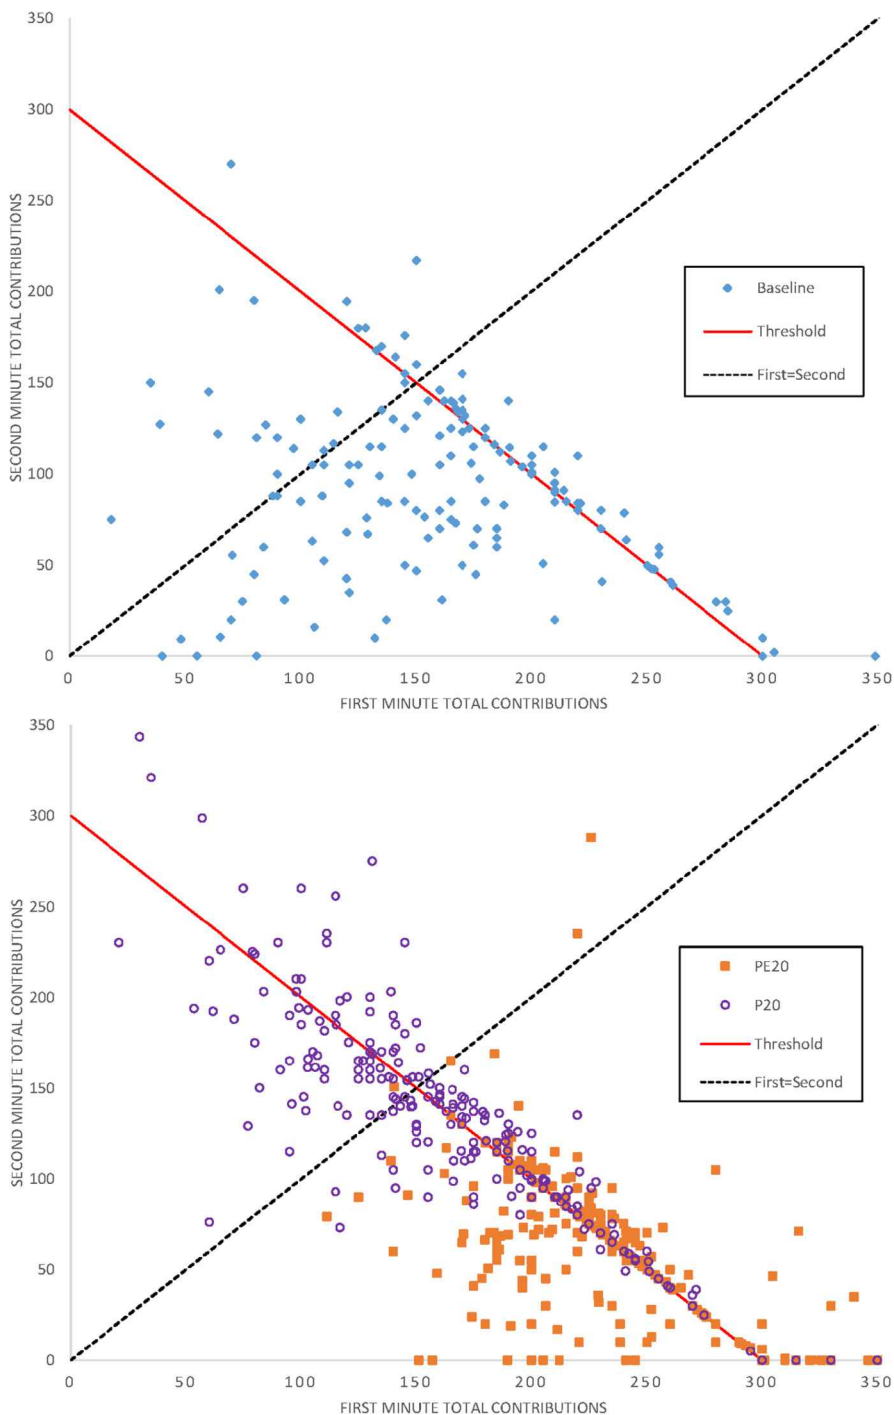 350
300
250
200
150
100
50
0
SECOND MINUTE TOTAL CONTRIBUTIONS
Baseline
Threshold
First=Second
0 50 100 150 200 250 300 350
FIRST MINUTE TOTAL CONTRIBUTIONS
350
300
250
200
150
100
50
0
SECOND MINUTE TOTAL CONTRIBUTIONS
PE20
P20
Threshold
First=Second
0 50 100 150 200 250 300 350
FIRST MINUTE TOTAL CONTRIBUTIONS